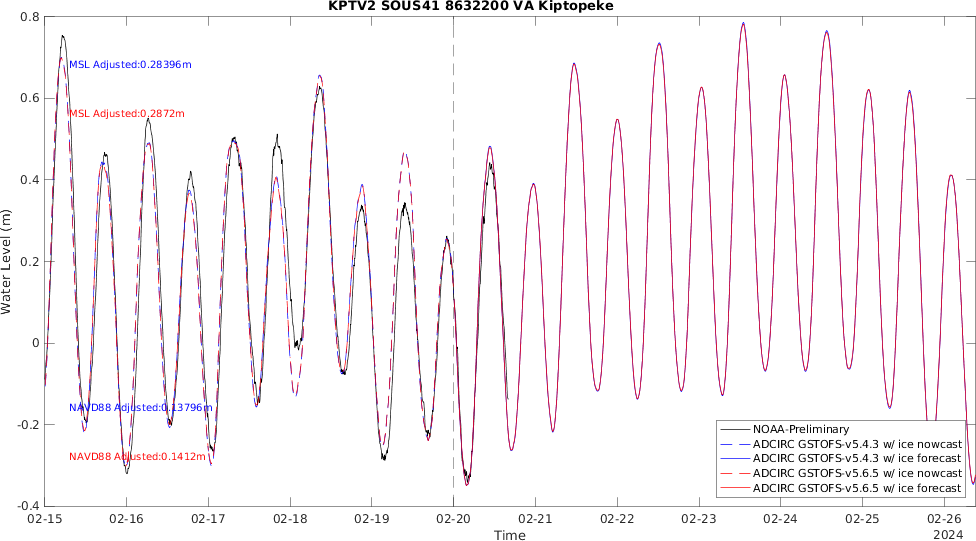 KPTV2 SOUS41 8632200 VA Kiptopeke
0.8
0.6
0.4
0.2
0
-0.2
-0.4
Water Level (m)
MSL Adjusted:0.28396m
MSL Adjusted:0.2872m
NAVD88 Adjusted:0.13796m
NAVD88 Adjusted:0.1412m
NOAA-Preliminary
ADCIRC GSTOFS-v5.4.3 w/ ice nowcast
ADCIRC GSTOFS-v5.4.3 w/ ice forecast
ADCIRC GSTOFS-v5.6.5 w/ ice nowcast
ADCIRC GSTOFS-v5.6.5 w/ ice forecast
02-15 02-16 02-17 02-18 02-19 02-20 02-21 02-22 02-23 02-24 02-25 02-26
Time
2024